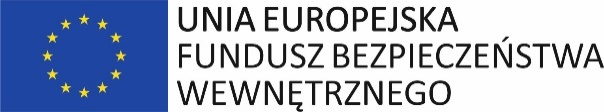 UNIA EUROPEJSKA
FUNDUSZ BEZPIECZEŃSTWA
WEWNĘTRZNEGO